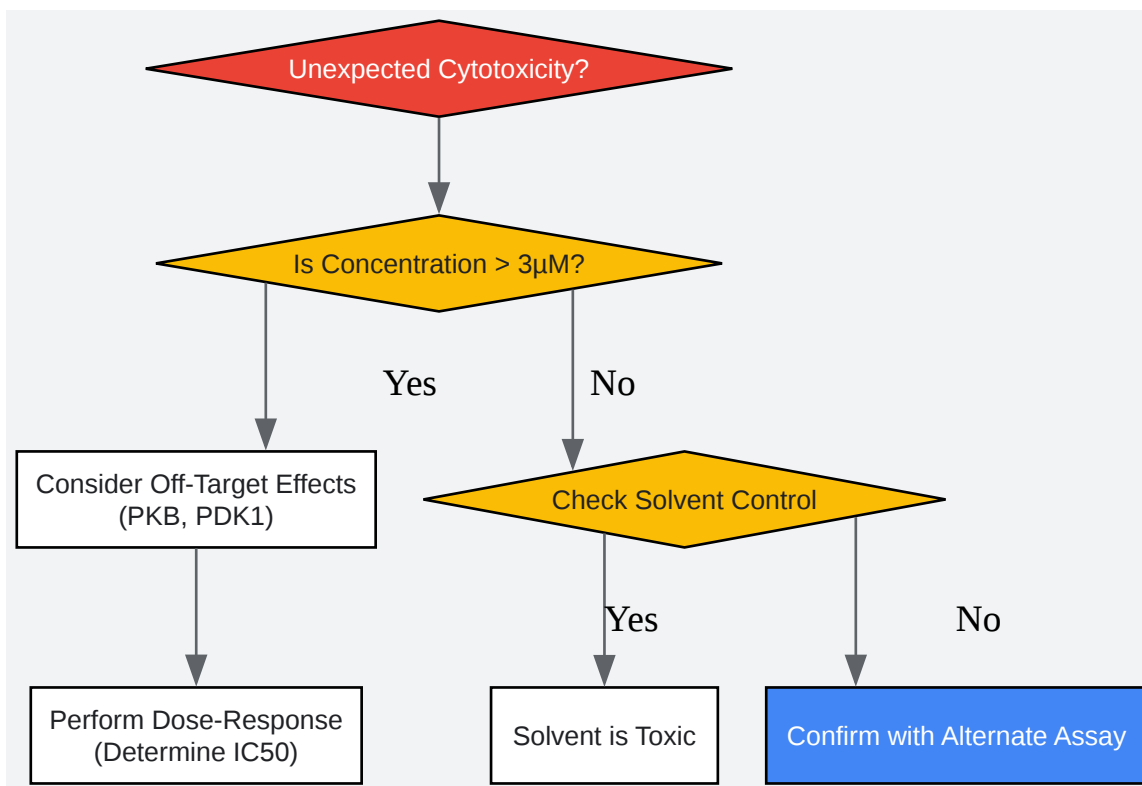 Unexpected Cytotoxicity?
Is Concentration > 3µM?
Yes
No
Consider Off-Target Effects
(PKB, PDK1)
Check Solvent Control
Yes
No
Perform Dose-Response
(Determine IC50)
Solvent is Toxic
Confirm with Alternate Assay